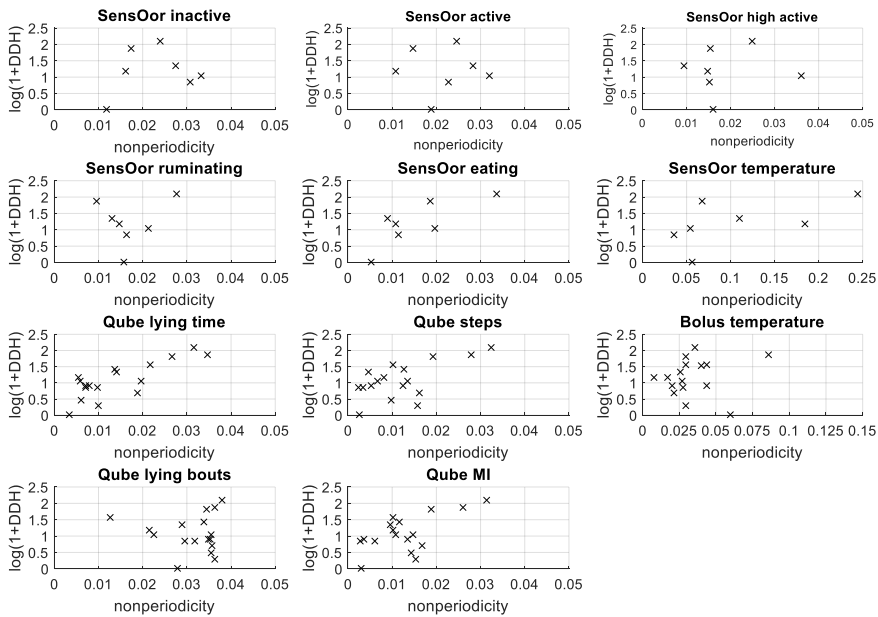 SensOor inactive
SensOor active
SensOor high active
log(1+DDH)
2.5
2
1.5
1
0.5
0
0 0.01 0.02 0.03 0.04 0.05
nonperiodicity
log(1+DDH)
2.5
2
1.5
1
0.5
0
0 0.01 0.02 0.03 0.04 0.05
nonperiodicity
log(1+DDH)
2.5
2
1.5
1
0.5
0
0 0.01 0.02 0.03 0.04 0.05
nonperiodicity
SensOor ruminating
SensOor eating
SensOor temperature
log(1+DDH)
2.5
2
1.5
1
0.5
0
0 0.01 0.02 0.03 0.04 0.05
nonperiodicity
log(1+DDH)
2.5
2
1.5
1
0.5
0
0 0.01 0.02 0.03 0.04 0.05
nonperiodicity
log(1+DDH)
2.5
2
1.5
1
0.5
0
0 0.05 0.1 0.15 0.2 0.25
nonperiodicity
Qube lying time
Qube steps
Bolus temperature
log(1+DDH)
2.5
2
1.5
1
0.5
0
0 0.01 0.02 0.03 0.04 0.05
nonperiodicity
log(1+DDH)
2.5
2
1.5
1
0.5
0
0 0.01 0.02 0.03 0.04 0.05
nonperiodicity
log(1+DDH)
2.5
2
1.5
1
0.5
0
0 0.025 0.05 0.075 0.1 0.125 0.15
nonperiodicity
Qube lying bouts
Qube MI
log(1+DDH)
2.5
2
1.5
1
0.5
0
0 0.01 0.02 0.03 0.04 0.05
nonperiodicity
log(1+DDH)
2.5
2
1.5
1
0.5
0
0 0.01 0.02 0.03 0.04 0.05
nonperiodicity